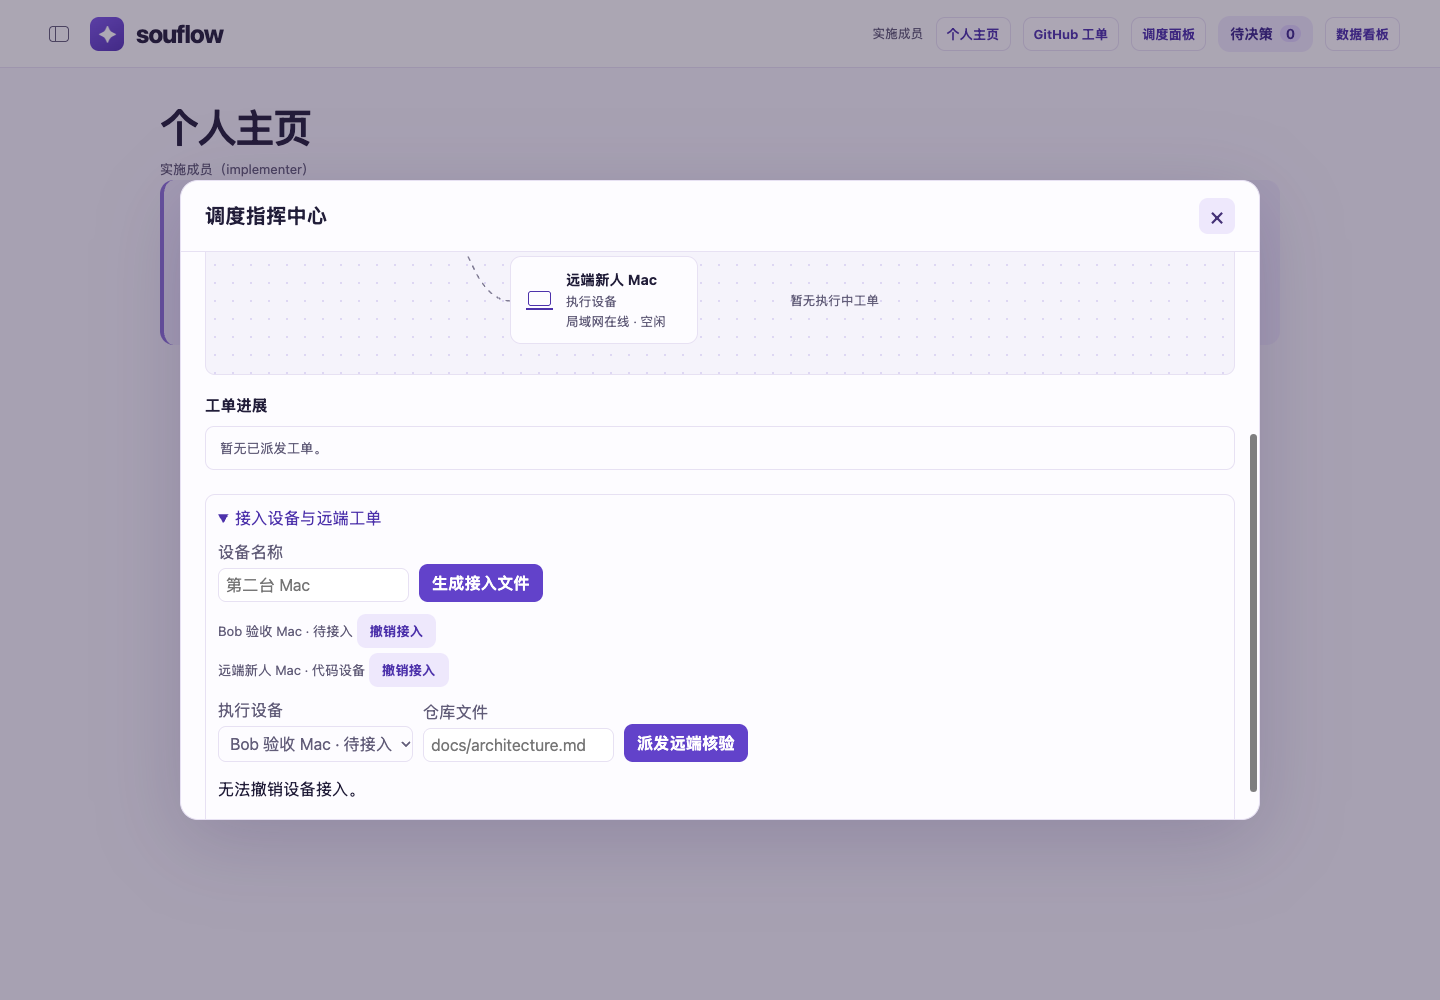 souflow
实施成员
个人主页
GitHub 工单
调度面板
待决策 0
数据看板
个人主页
实施成员（implementer）
调度指挥中心
远端新人 Mac
执行设备
局域网在线 · 空闲
暂无执行中工单
工单进展
暂无已派发工单。
接入设备与远端工单
设备名称
第二台 Mac
生成接入文件
Bob 验收 Mac · 待接入 撤销接入
远端新人 Mac · 代码设备 撤销接入
执行设备
仓库文件
Bob 验收 Mac · 待接入
docs/architecture.md
派发远端核验
无法撤销设备接入。